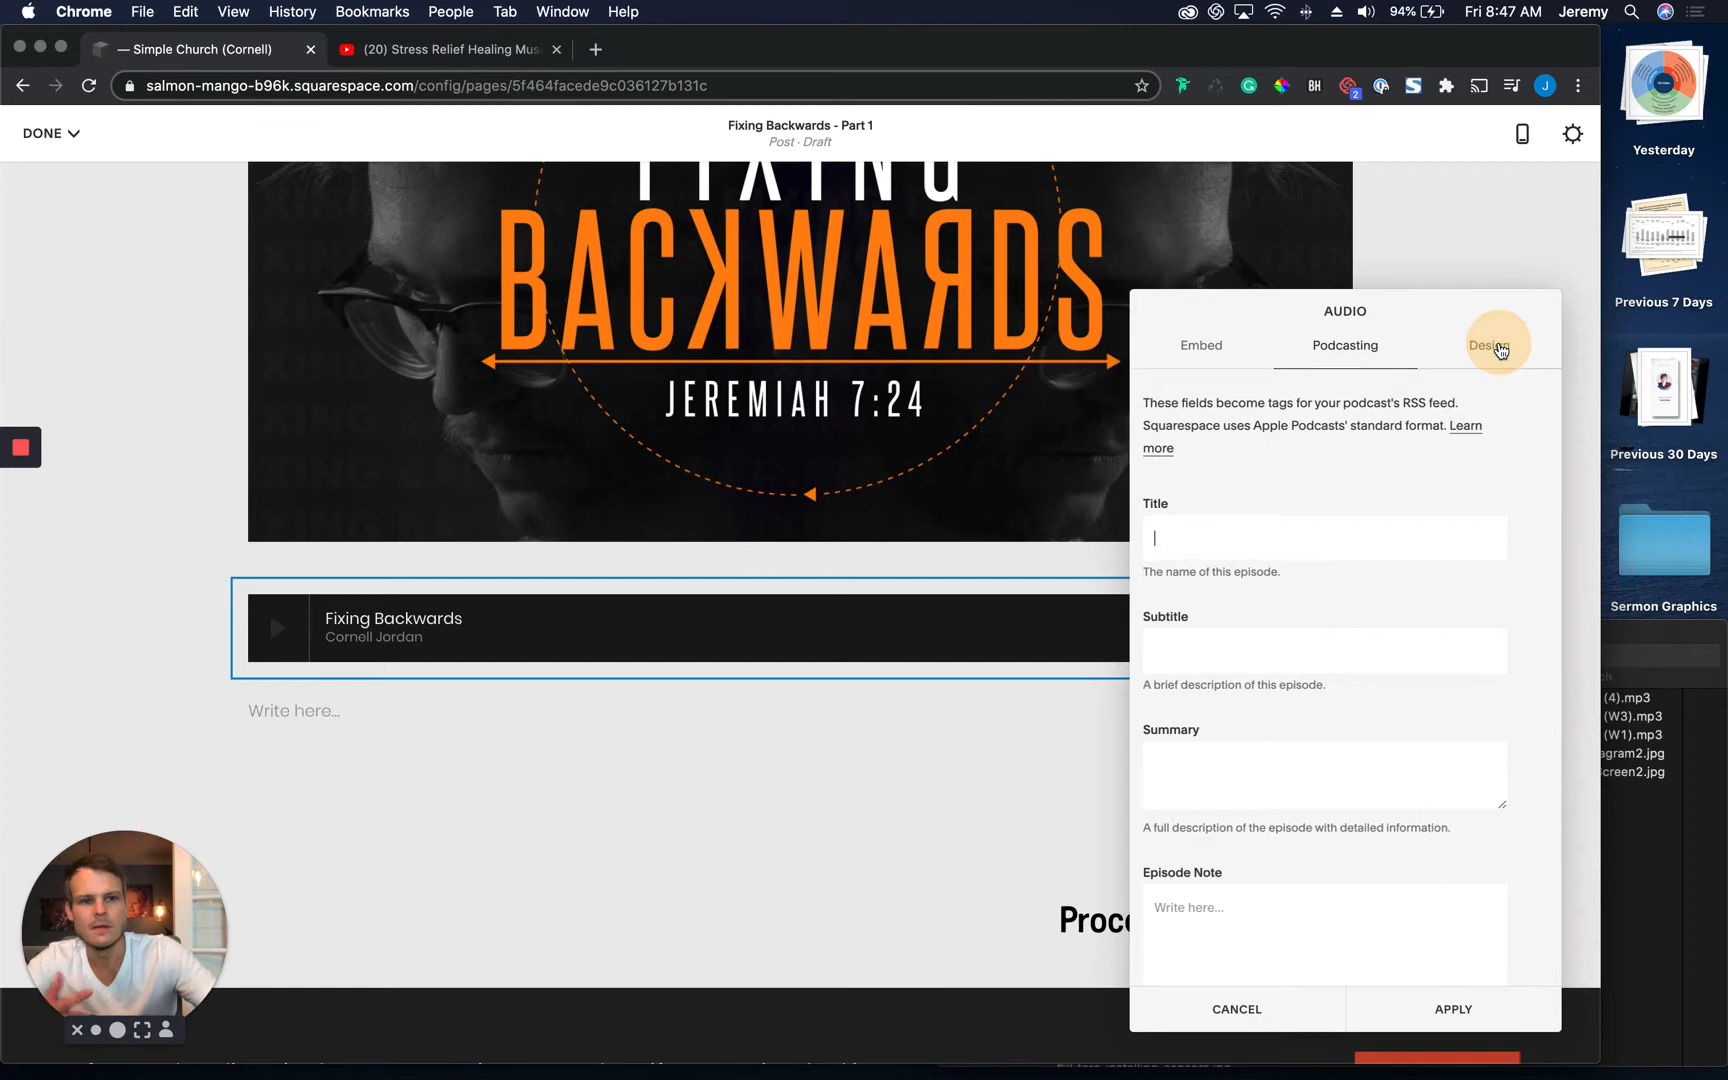 Chrome File Edit View History Bookmarks People Tab Window Help
94% Fri 8:47 AM Jeremy
— Simple Church (Cornell)
(20) Stress Relief Healing Mus
salmon-mango-b96k.squarespace.com/config/pages/5f464facede9c036127b131c
BH
2
J
DONE
Fixing Backwards - Part 1
Post · Draft
FIXING
BACKWARDS
JEREMIAH 7:24
Fixing Backwards
Cornell Jordan
Write here...
AUDIO
Embed Podcasting Design
These fields become tags for your podcast's RSS feed.
Squarespace uses Apple Podcasts' standard format. Learn
more
Title
The name of this episode.
Subtitle
A brief description of this episode.
Summary
A full description of the episode with detailed information.
Episode Note
Write here...
CANCEL APPLY
Yesterday
Previous 7 Days
Previous 30 Days
Sermon Graphics
(4).mp3
(W3).mp3
(W1).mp3
agram2.jpg
creen2.jpg